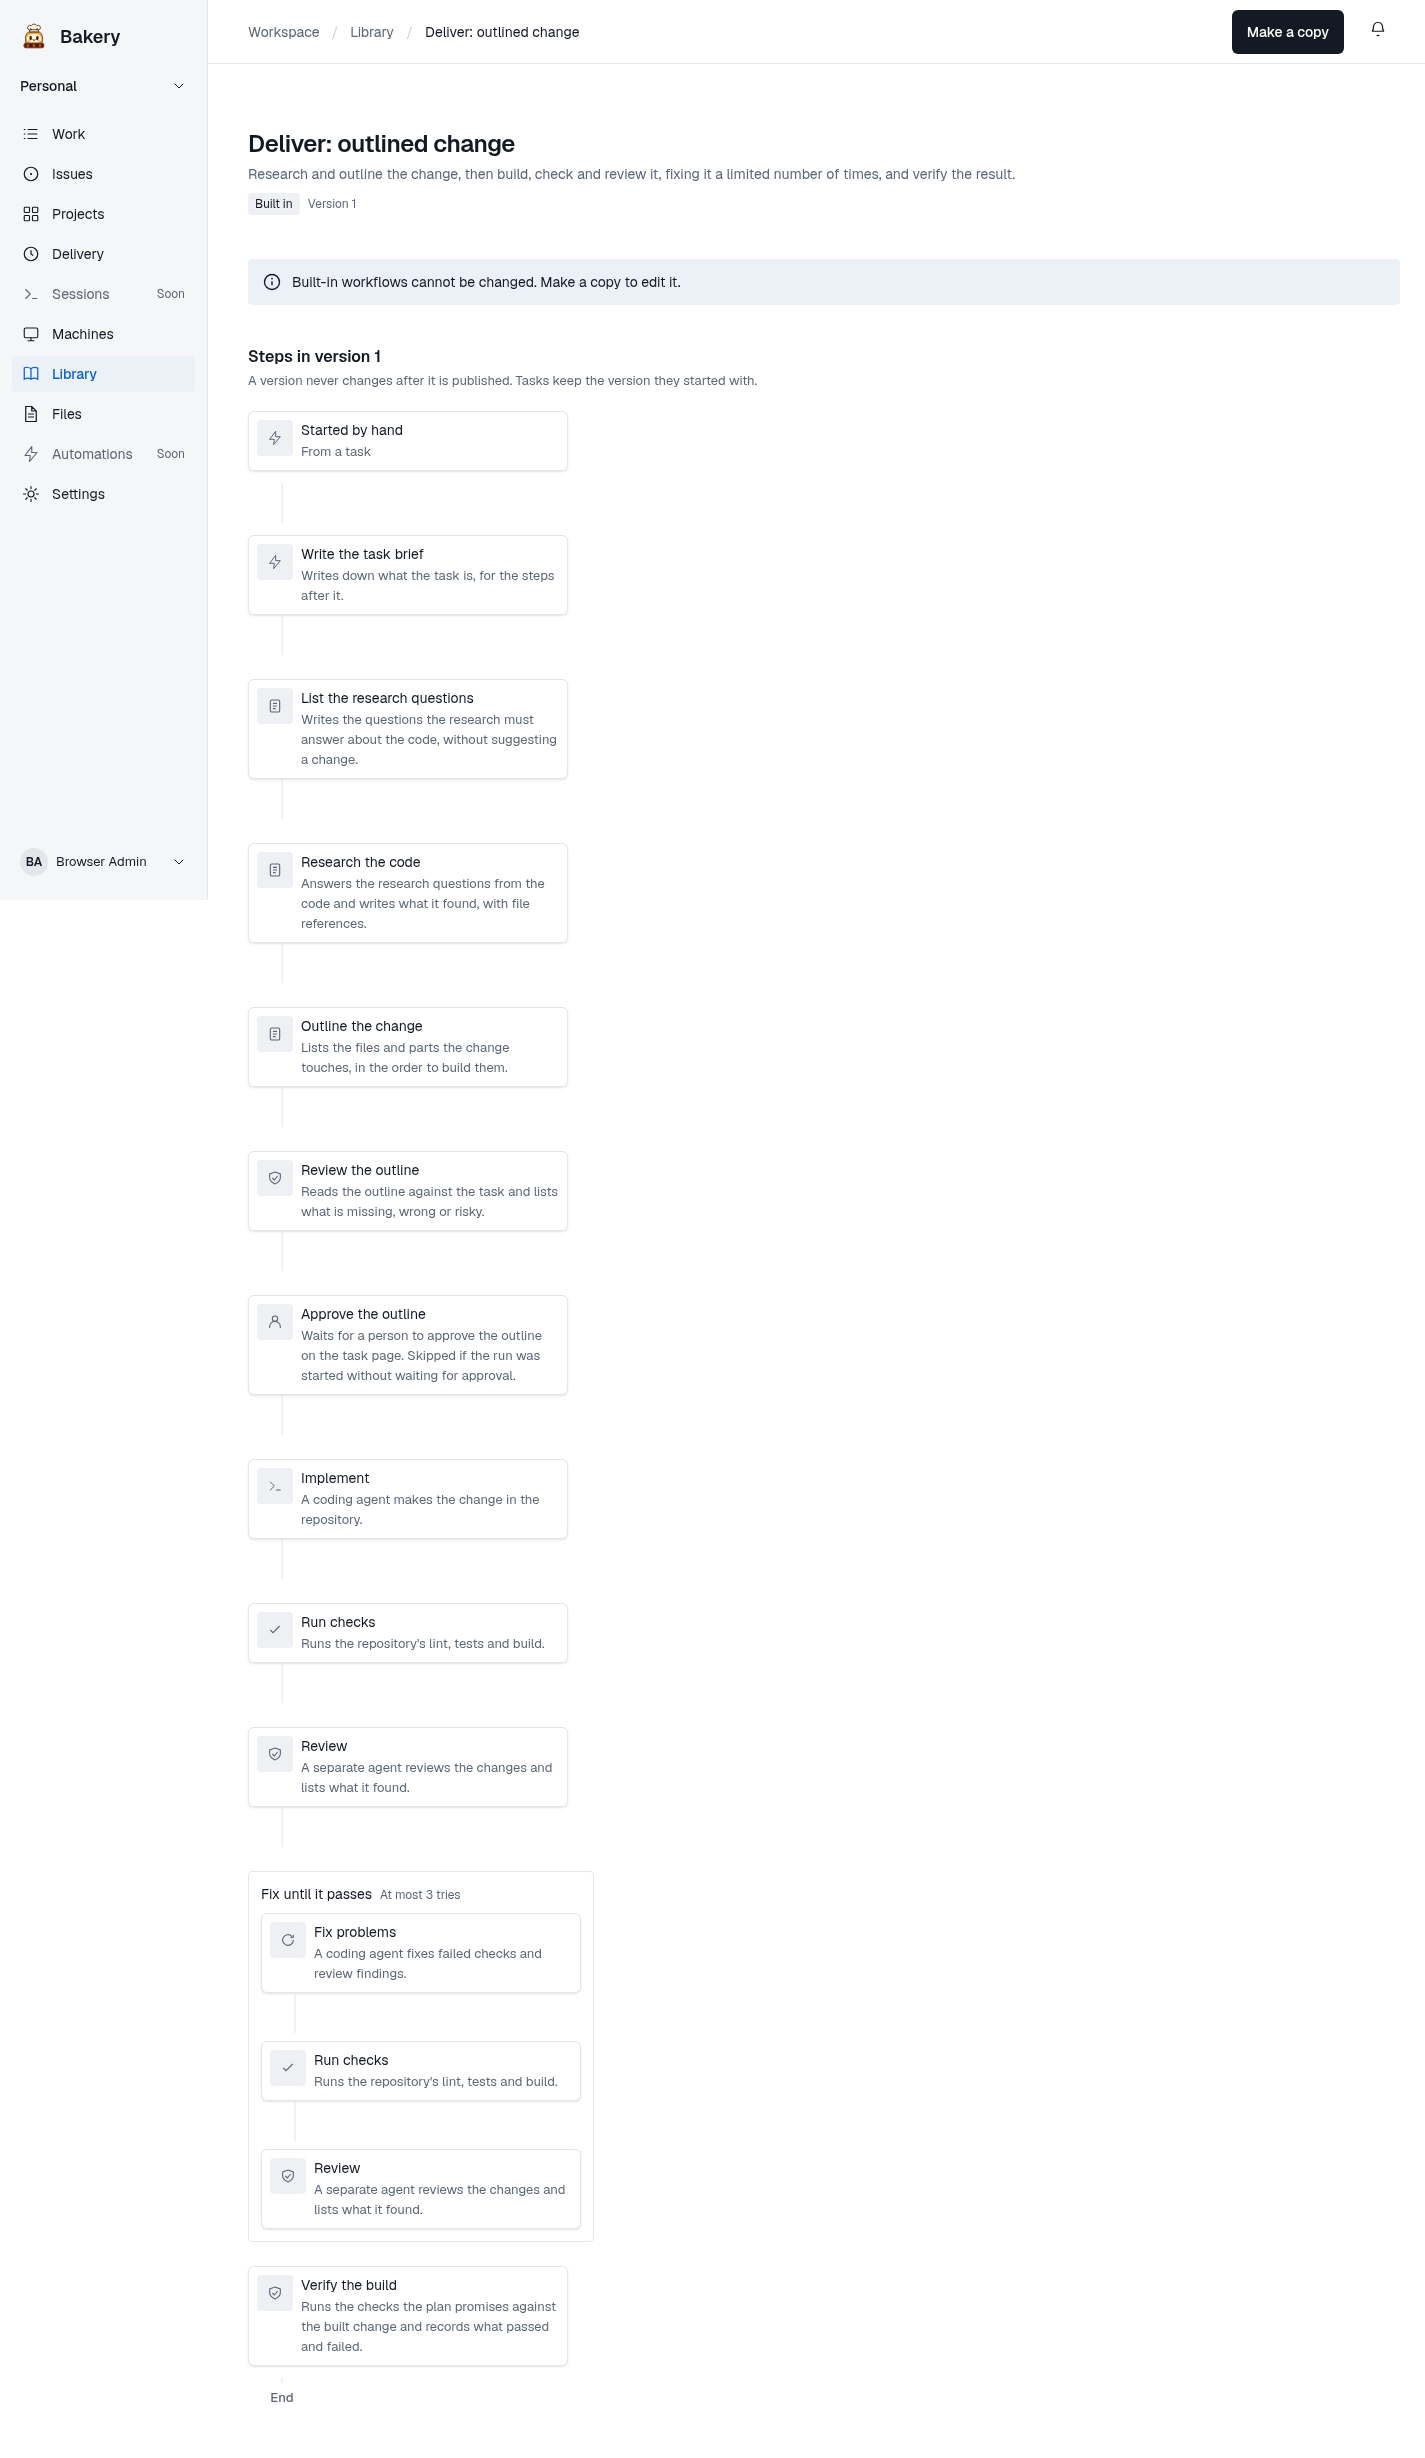 Bakery
Personal
Work
Issues
Projects
Delivery
Sessions Soon
Machines
Library
Files
Automations Soon
Settings
BA Browser Admin
Workspace / Library / Deliver: outlined change
Make a copy
Deliver: outlined change
Research and outline the change, then build, check and review it, fixing it a limited number of times, and verify the result.
Built in Version 1
Built-in workflows cannot be changed. Make a copy to edit it.
Steps in version 1
A version never changes after it is published. Tasks keep the version they started with.
Started by hand
From a task
Write the task brief
Writes down what the task is, for the steps
after it.
List the research questions
Writes the questions the research must
answer about the code, without suggesting
a change.
Research the code
Answers the research questions from the
code and writes what it found, with file
references.
Outline the change
Lists the files and parts the change
touches, in the order to build them.
Review the outline
Reads the outline against the task and lists
what is missing, wrong or risky.
Approve the outline
Waits for a person to approve the outline
on the task page. Skipped if the run was
started without waiting for approval.
Implement
A coding agent makes the change in the
repository.
Run checks
Runs the repository's lint, tests and build.
Review
A separate agent reviews the changes and
lists what it found.
Fix until it passes At most 3 tries
Fix problems
A coding agent fixes failed checks and
review findings.
Run checks
Runs the repository's lint, tests and build.
Review
A separate agent reviews the changes and
lists what it found.
Verify the build
Runs the checks the plan promises against
the built change and records what passed
and failed.
End